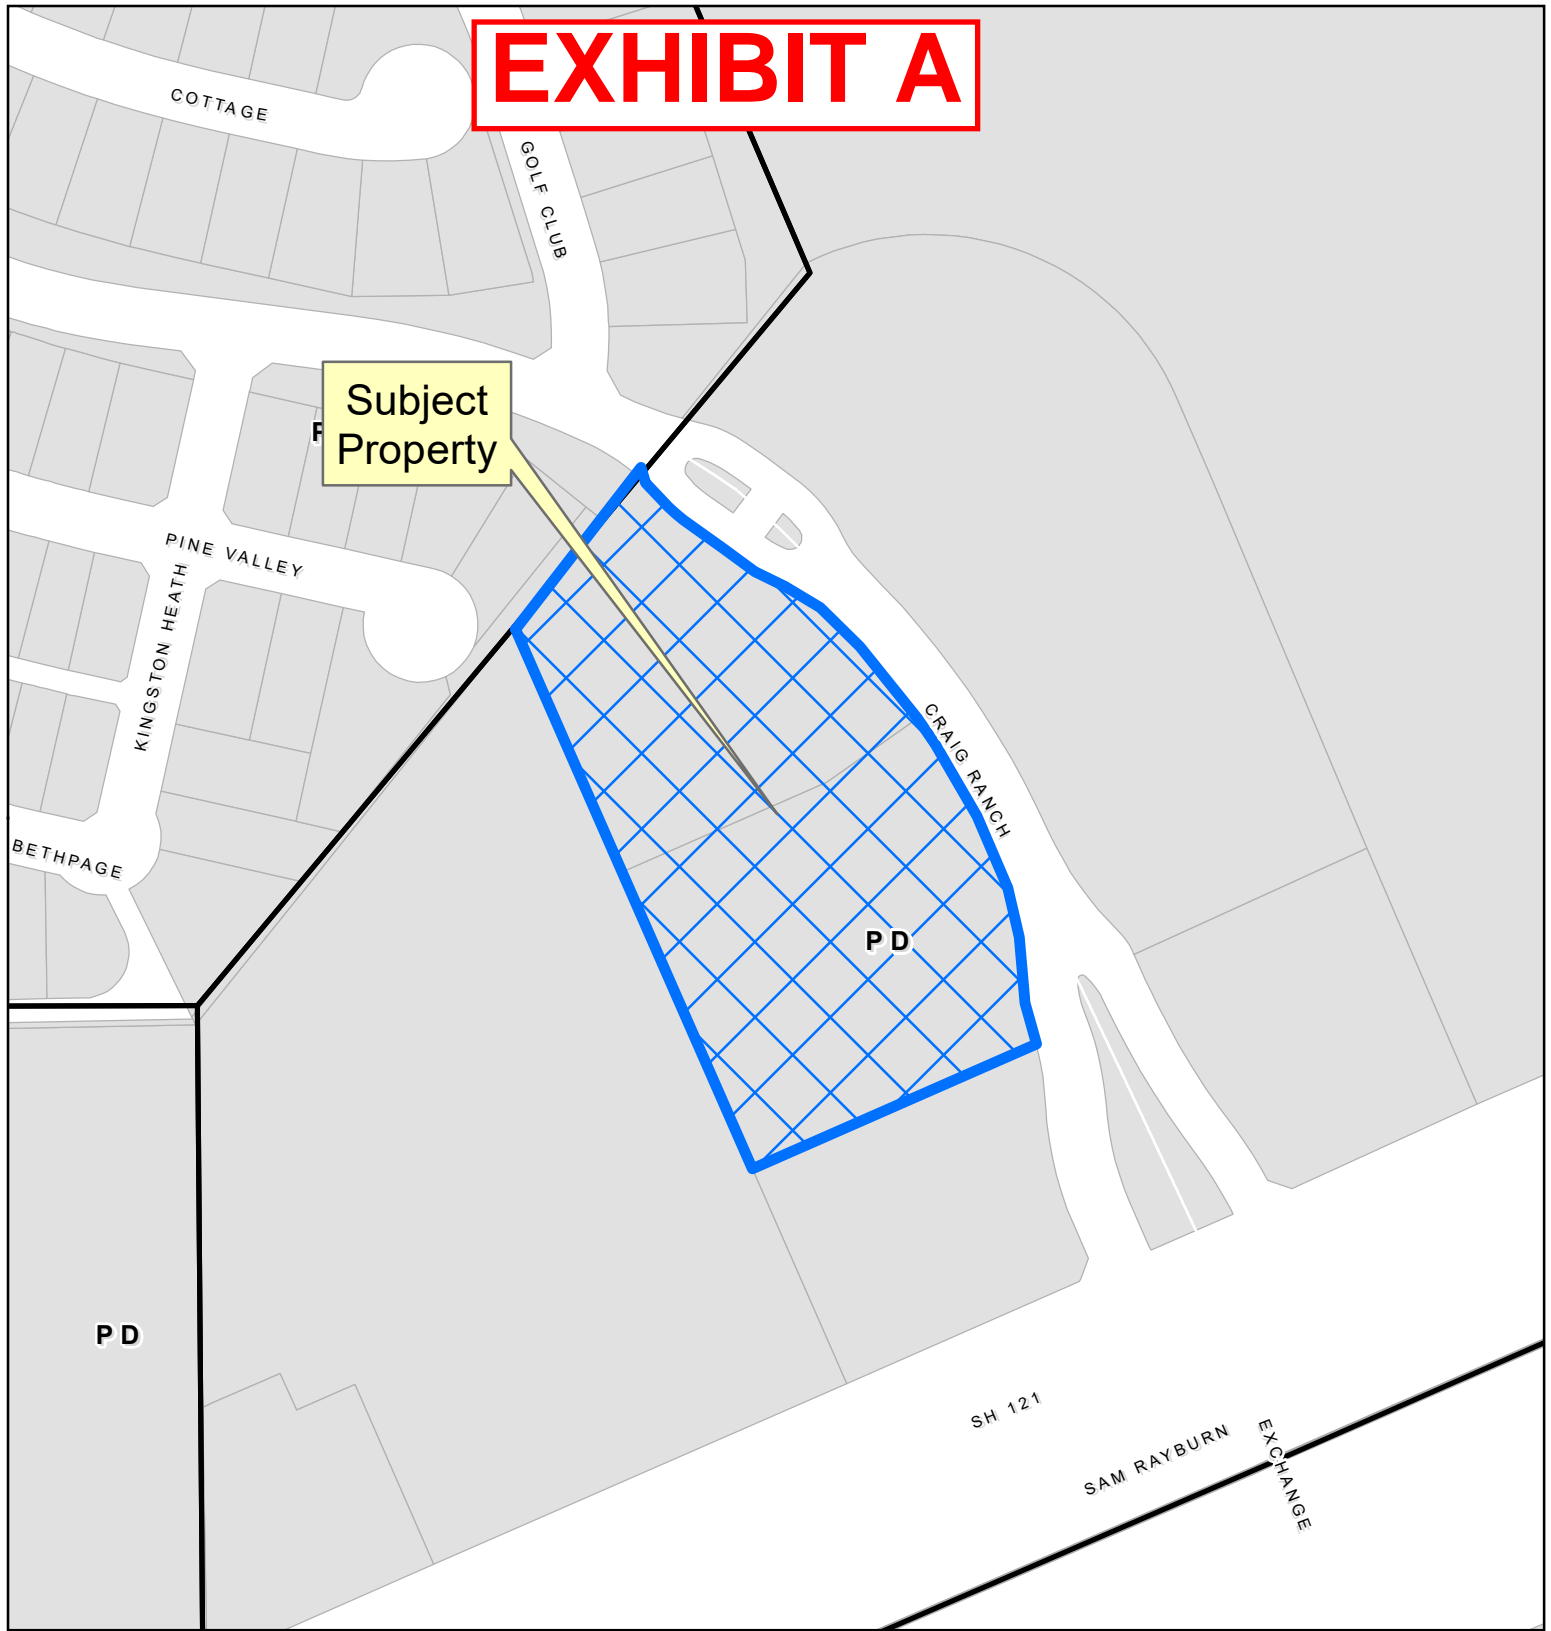 EXHIBIT A
COTTAGE
GOLF CLUB
Subject
Property
PINE VALLEY
KINGSTON HEATH
CRAIG RANCH
BETHPAGE
P D
P D
SH 121
SAM RAYBURN
EXCHANGE